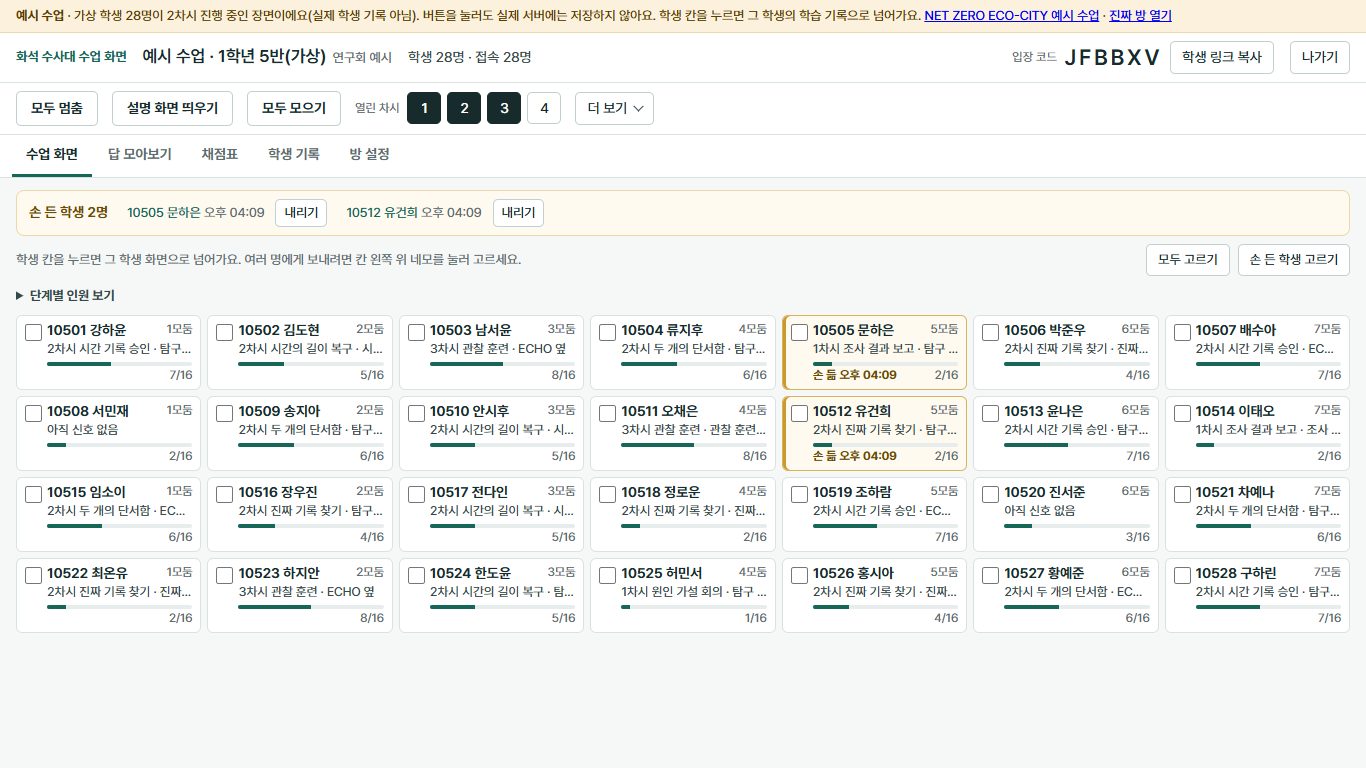 예시 수업 · 가상 학생 28명이 2차시 진행 중인 장면이에요(실제 학생 기록 아님). 버튼을 눌러도 실제 서버에는 저장하지 않아요. 학생 칸을 누르면 그 학생의 학습 기록으로 넘어가요. NET ZERO ECO-CITY 예시 수업 · 진짜 방 열기
화석 수사대 수업 화면 예시 수업 · 1학년 5반(가상) 연구회 예시 학생 28명 · 접속 28명 입장 코드 JFBBXV 학생 링크 복사 나가기
모두 멈춤 설명 화면 띄우기 모두 모으기 열린 차시 1 2 3 4 더 보기
수업 화면 답 모아보기 채점표 학생 기록 방 설정
손 든 학생 2명 10505 문하은 오후 04:09 내리기 10512 유건희 오후 04:09 내리기
학생 칸을 누르면 그 학생 화면으로 넘어가요. 여러 명에게 보내려면 칸 왼쪽 위 네모를 눌러 고르세요. 모두 고르기 손 든 학생 고르기
단계별 인원 보기
10501 강하윤 1모둠
2차시 시간 기록 승인 · 탐구...
7/16
10502 김도현 2모둠
2차시 시간의 길이 복구 · 시...
5/16
10503 남서윤 3모둠
3차시 관찰 훈련 · ECHO 옆
8/16
10504 류지후 4모둠
2차시 두 개의 단서함 · 탐구...
6/16
10505 문하은 5모둠
1차시 조사 결과 보고 · 탐구 ...
손 듦 오후 04:09 2/16
10506 박준우 6모둠
2차시 진짜 기록 찾기 · 진짜...
4/16
10507 배수아 7모둠
2차시 시간 기록 승인 · EC...
7/16
10508 서민재 1모둠
아직 신호 없음
2/16
10509 송지아 2모둠
2차시 두 개의 단서함 · 탐구...
6/16
10510 안시후 3모둠
2차시 시간의 길이 복구 · 시...
5/16
10511 오채은 4모둠
3차시 관찰 훈련 · 관찰 훈련...
8/16
10512 유건희 5모둠
2차시 진짜 기록 찾기 · 탐구...
손 듦 오후 04:09 2/16
10513 윤나은 6모둠
2차시 시간 기록 승인 · 탐구...
7/16
10514 이태오 7모둠
1차시 조사 결과 보고 · 조사 ...
2/16
10515 임소이 1모둠
2차시 두 개의 단서함 · EC...
6/16
10516 장우진 2모둠
2차시 진짜 기록 찾기 · 탐구...
4/16
10517 전다인 3모둠
2차시 시간의 길이 복구 · 시...
5/16
10518 정로운 4모둠
2차시 진짜 기록 찾기 · 진짜...
2/16
10519 조하람 5모둠
2차시 시간 기록 승인 · EC...
7/16
10520 진서준 6모둠
아직 신호 없음
3/16
10521 차예나 7모둠
2차시 두 개의 단서함 · 탐구...
6/16
10522 최온유 1모둠
2차시 진짜 기록 찾기 · 진짜...
2/16
10523 하지안 2모둠
3차시 관찰 훈련 · ECHO 옆
8/16
10524 한도윤 3모둠
2차시 시간의 길이 복구 · 탐...
5/16
10525 허민서 4모둠
1차시 원인 가설 회의 · 탐구 ...
1/16
10526 홍시아 5모둠
2차시 진짜 기록 찾기 · 진짜...
4/16
10527 황예준 6모둠
2차시 두 개의 단서함 · EC...
6/16
10528 구하린 7모둠
2차시 시간 기록 승인 · 탐구...
7/16